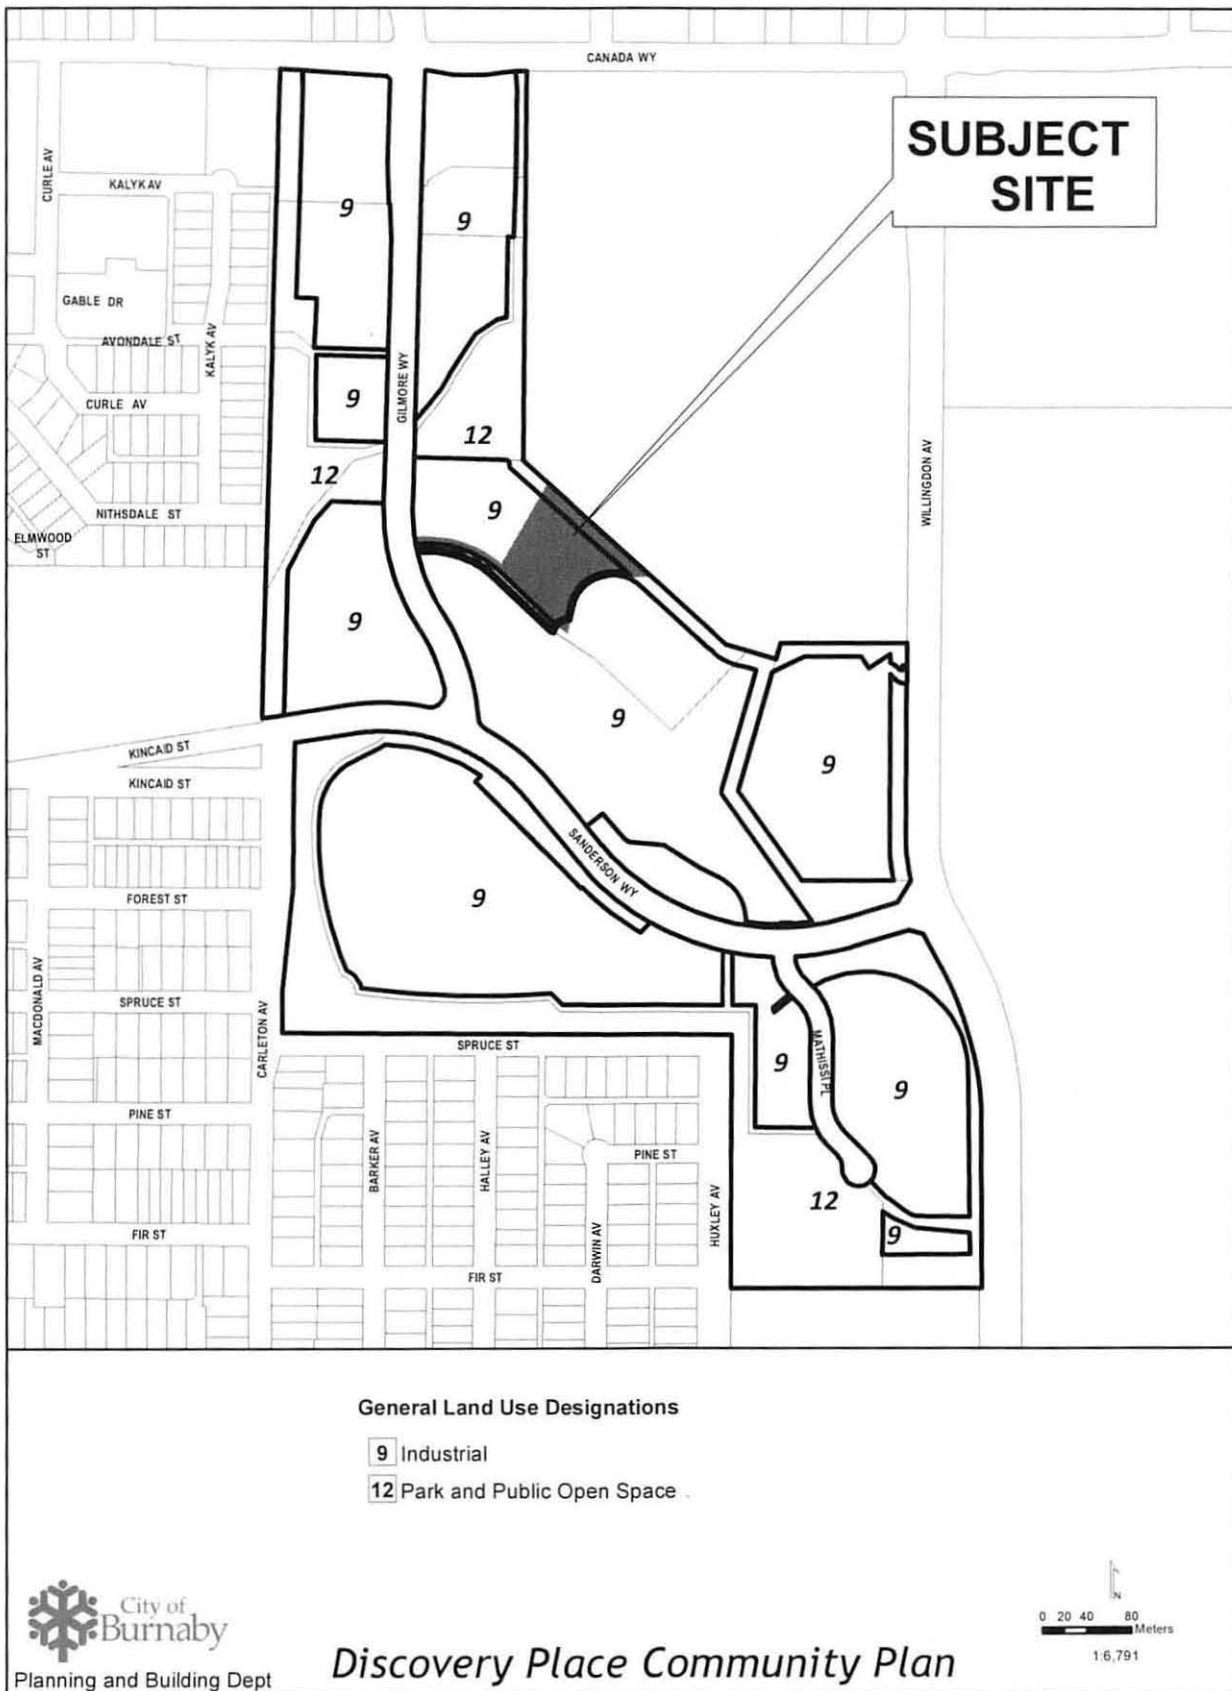 CANADA WY
SUBJECT
SITE
CURLE AV
KALYK AV
9
9
GABLE DR
AVONDALE ST
KALYK AV
GILMORE WY
CURLE AV
9
12
12
WILLINGDON AV
NITHSDALE ST
9
ELMWOOD
ST
9
9
KINCAID ST
9
KINCAID ST
SANDERSON WY
FOREST ST
9
MACDONALD AV
SPRUCE ST
CARLETON AV
SPRUCE ST
MATHISSI PL
9
9
PINE ST
BARKER AV
HALLEY AV
PINE ST
DARWIN AV
HUXLEY AV
12
FIR ST
9
FIR ST
General Land Use Designations
9 Industrial
12 Park and Public Open Space
City of
Burnaby
Planning and Building Dept
Discovery Place Community Plan
N
0 20 40 80
Meters
1:6,791